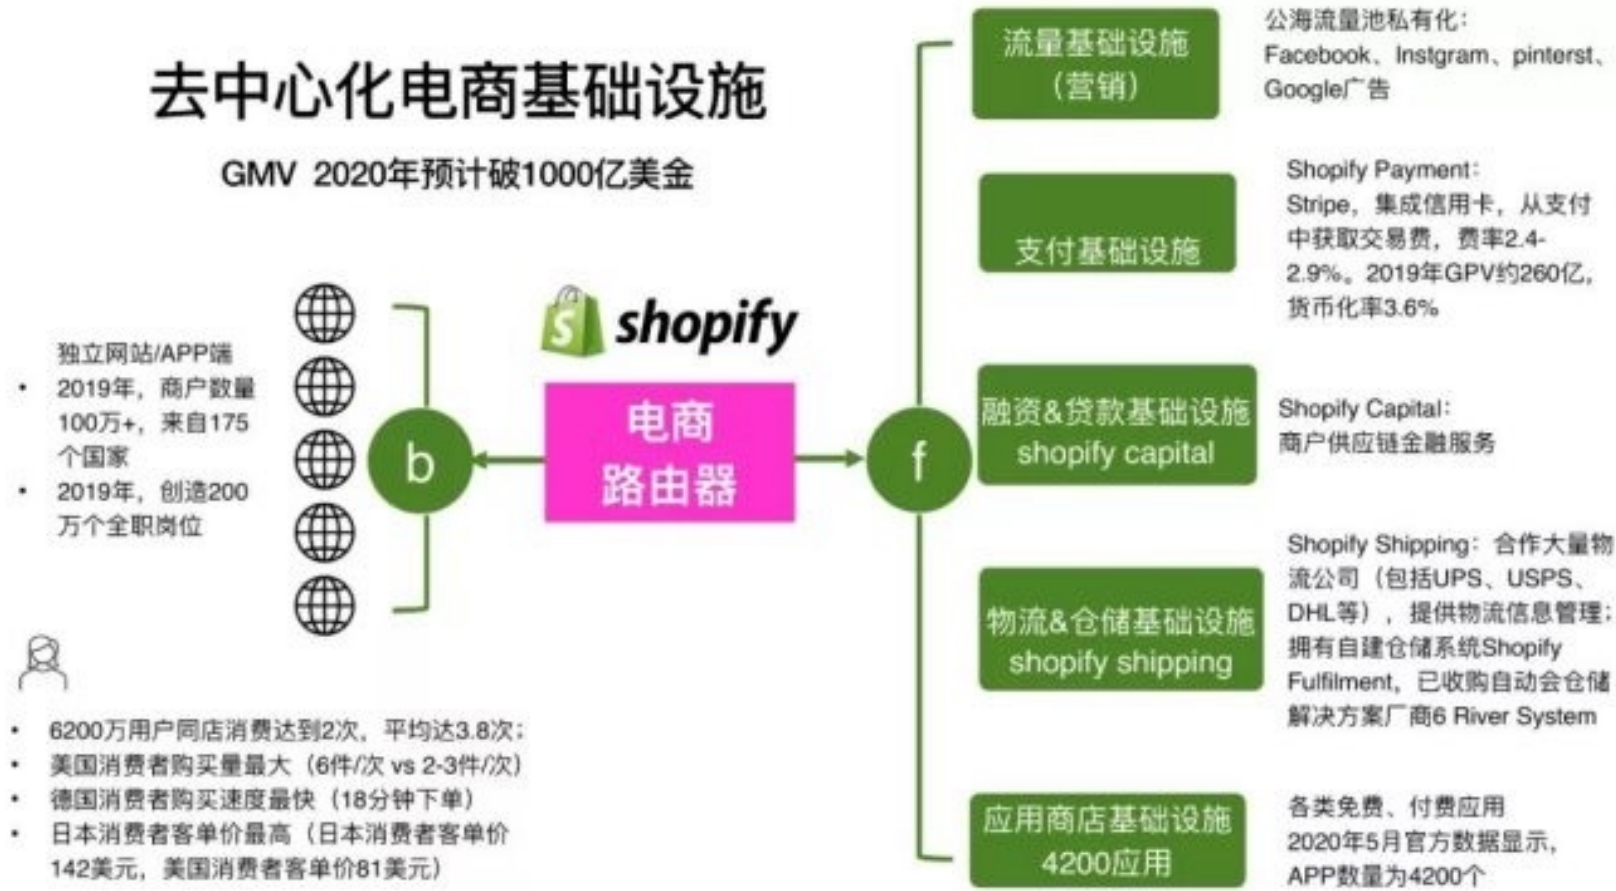 去中心化电商基础设施
GMV 2020年预计破1000亿美金
独立网站/APP端
• 2019年，商户数量
100万+，来自175
个国家
• 2019年，创造200
万个全职岗位
b
shopify
电商
路由器
f
• 6200万用户同店消费达到2次，平均达3.8次；
• 美国消费者购买量最大（6件/次 vs 2-3件/次）
• 德国消费者购买速度最快（18分钟下单）
• 日本消费者客单价最高（日本消费者客单价
142美元，美国消费者客单价81美元）
流量基础设施
（营销）
公海流量池私有化：
Facebook、Instgram、pinterst、
Google广告
支付基础设施
Shopify Payment：
Stripe，集成信用卡，从支付
中获取交易费，费率2.4-
2.9%。2019年GPV约260亿，
货币化率3.6%
融资&贷款基础设施
shopify capital
Shopify Capital：
商户供应链金融服务
物流&仓储基础设施
shopify shipping
Shopify Shipping：合作大量物
流公司（包括UPS、USPS、
DHL等），提供物流信息管理；
拥有自建仓储系统Shopify
Fulfilment，已收购自动会仓储
解决方案厂商6 River System
应用商店基础设施
4200应用
各类免费、付费应用
2020年5月官方数据显示，
APP数量为4200个